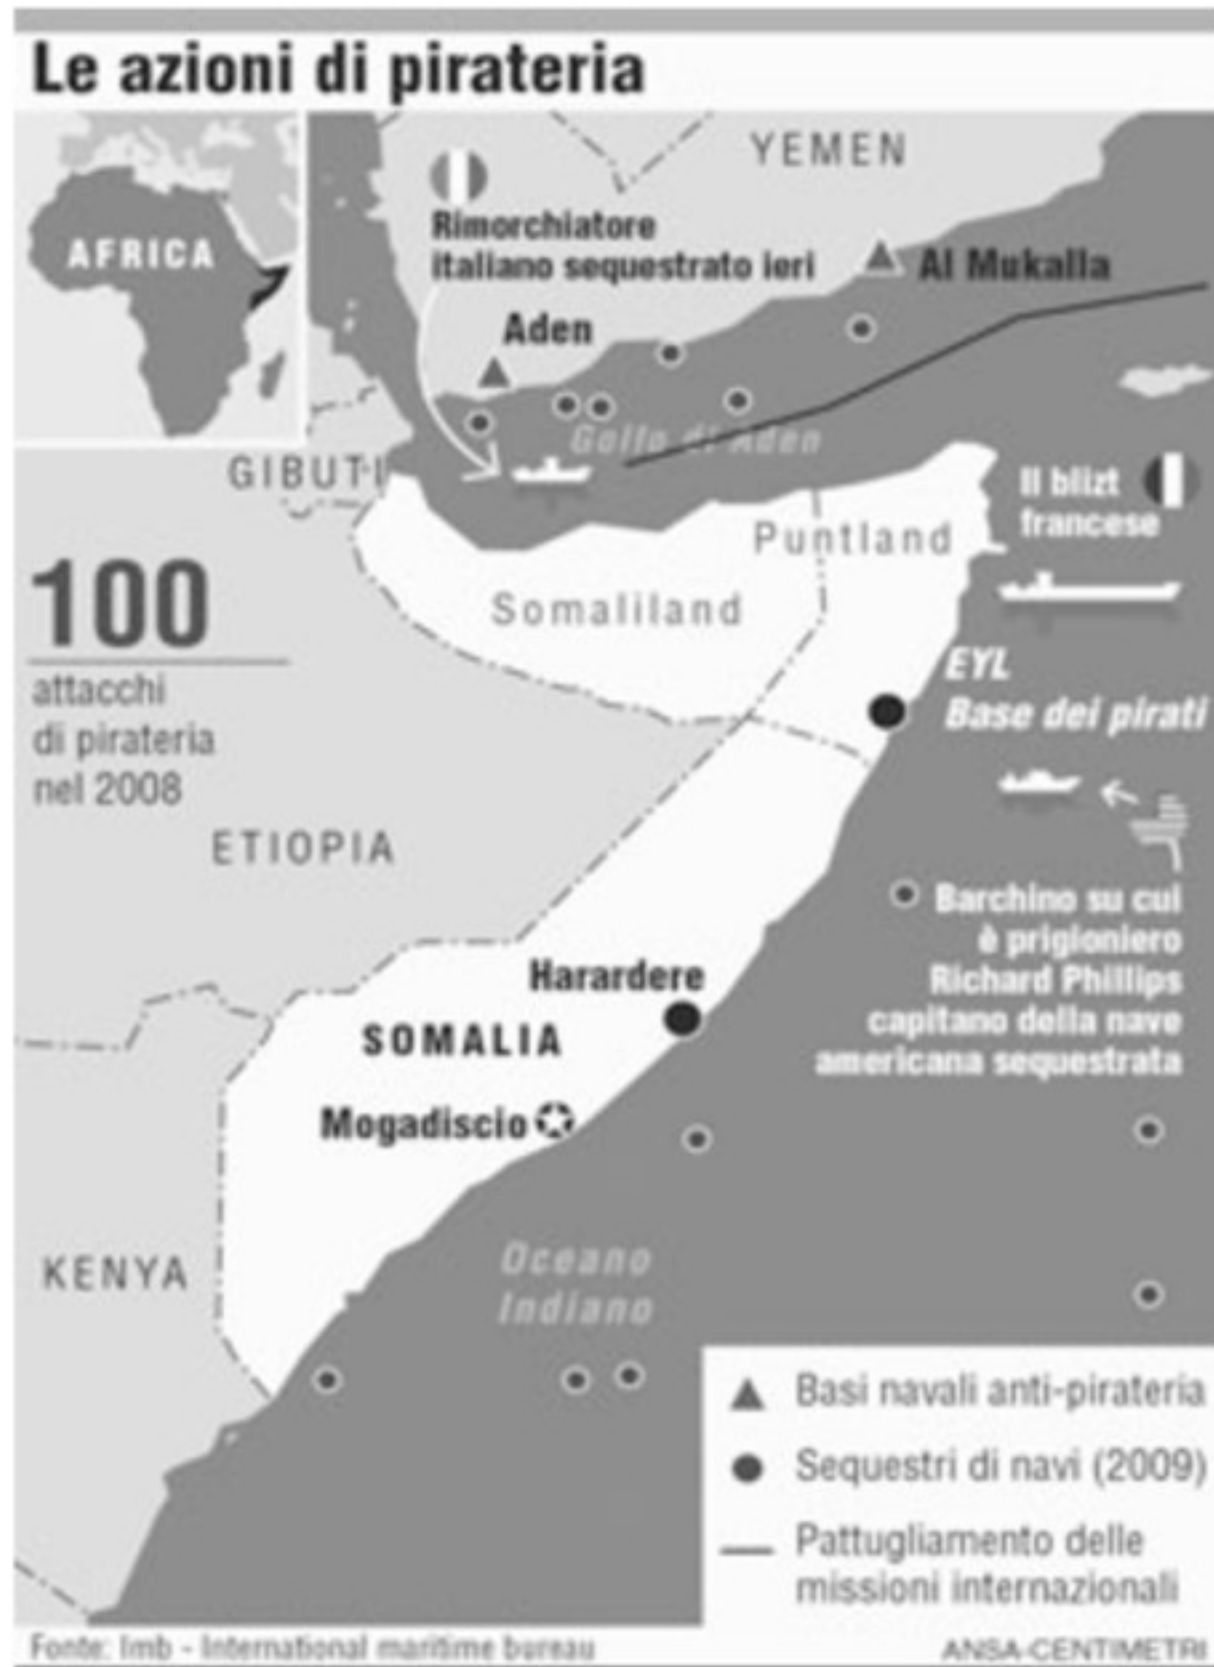 Le azioni di pirateria
AFRICA
YEMEN
Rimorchiatore
italiano sequestrato ieri
Al Mukalla
Aden
Golfo di Aden
GIBUTI
Il blizt
francese
Puntland
Somaliland
100
attacchi
di pirateria
nel 2008
EYL
Base dei pirati
ETIOPIA
Barchino su cui
è prigioniero
Richard Phillips
capitano della nave
americana sequestrata
Harardere
SOMALIA
Mogadiscio
KENYA
Oceano
Indiano
Basi navali anti-pirateria
Sequestri di navi (2009)
Pattugliamento delle
missioni internazionali
Fonte: Imb - International maritime bureau
ANSA-CENTIMETRI